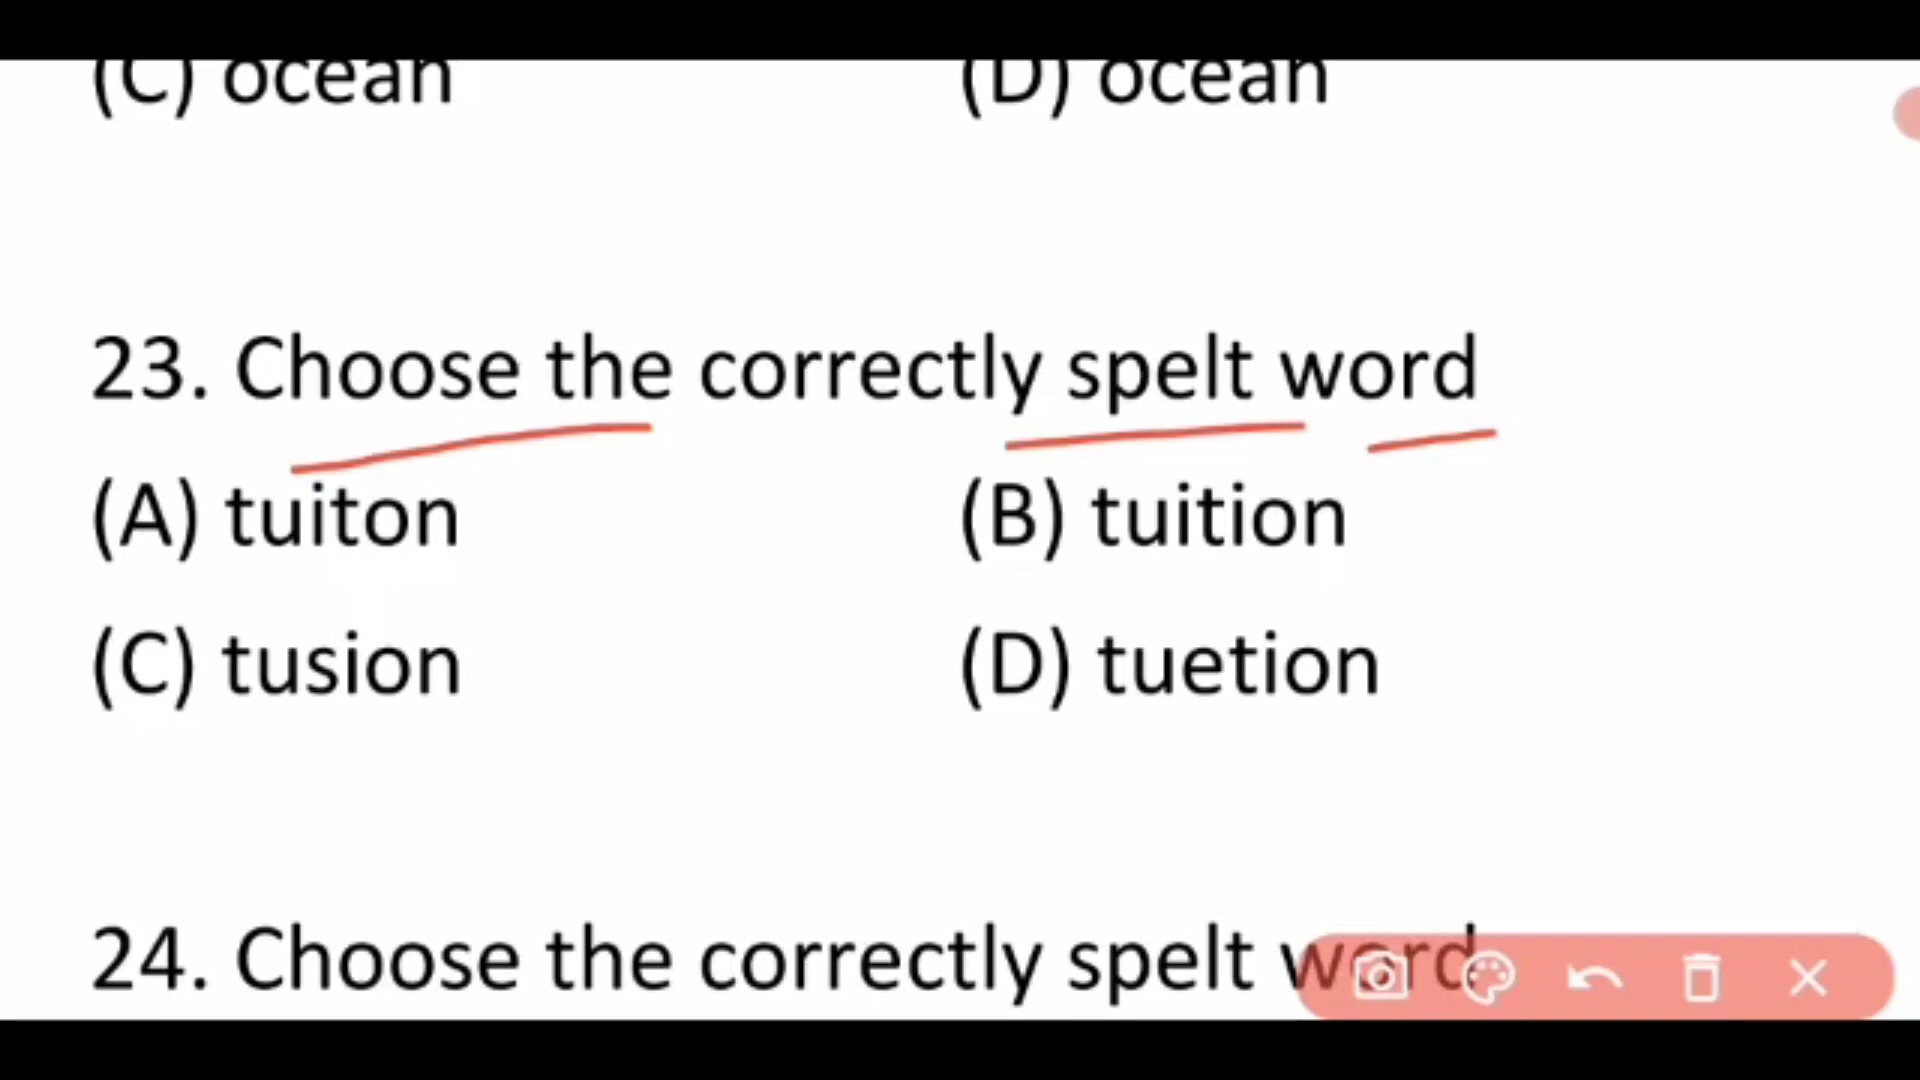 (C) ocean (D) ocean
23. Choose the correctly spelt word
(A) tuiton (B) tuition
(C) tusion (D) tuetion
24. Choose the correctly spelt word